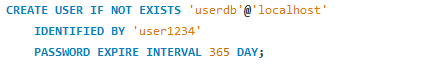 CREATE USER IF NOT EXISTS 'userdb'@'localhost'
IDENTIFIED BY 'user1234'
PASSWORD EXPIRE INTERVAL 365 DAY;